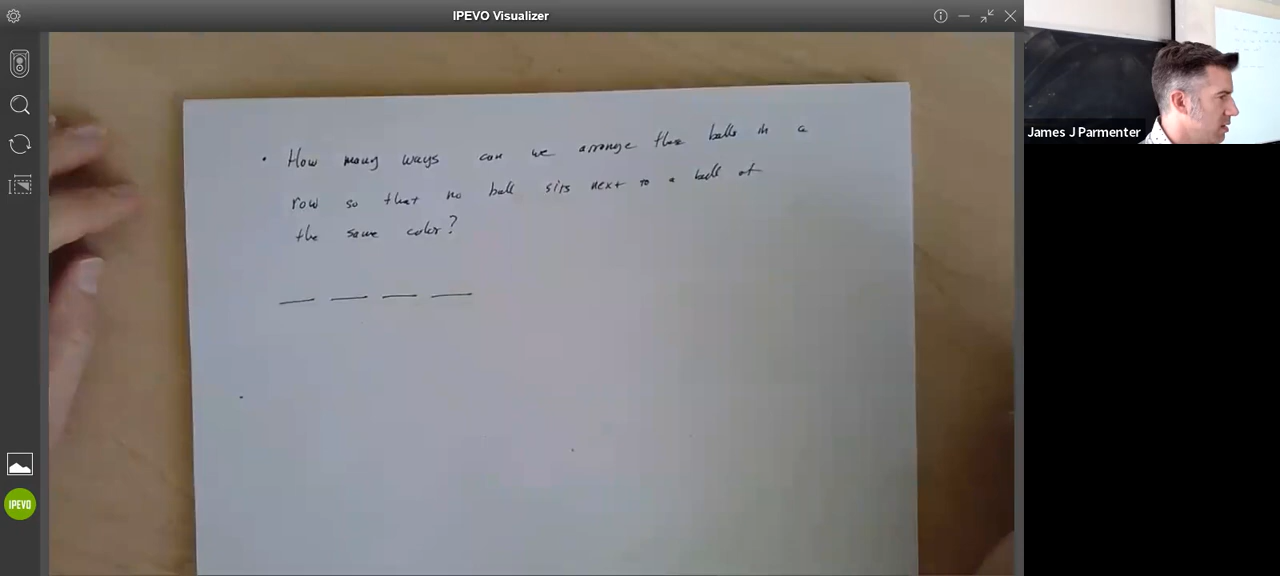 IPEVO Visualizer
James J Parmenter
• How many ways can we arrange these balls in a
row so that no ball sits next to a ball of
the same color?
IPEVO